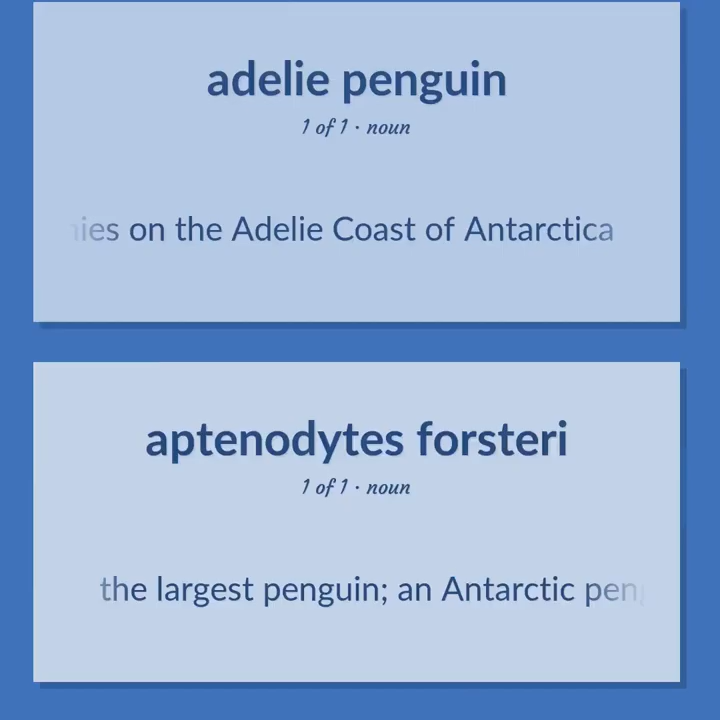 adelie penguin
1 of 1 · noun
on the Adelie Coast of Antarctica
aptenodytes forsteri
1 of 1 · noun
the largest penguin; an Antarctic